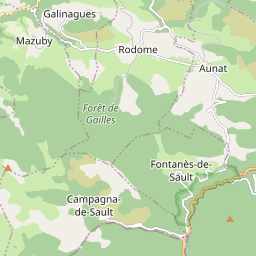 Galinagues
Mazuby
Rodome
Aunat
Forêt de
Gailles
Fontanès-de-
Sault
Campagna-
de-Sault